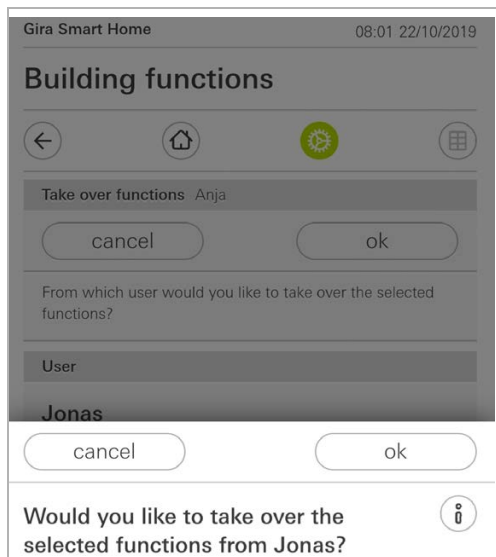 Gira Smart Home 08:01 22/10/2019
Building functions
Take over functions Anja
cancel ok
From which user would you like to take over the selected
functions?
User
Jonas
cancel ok
Would you like to take over the
selected functions from Jonas?